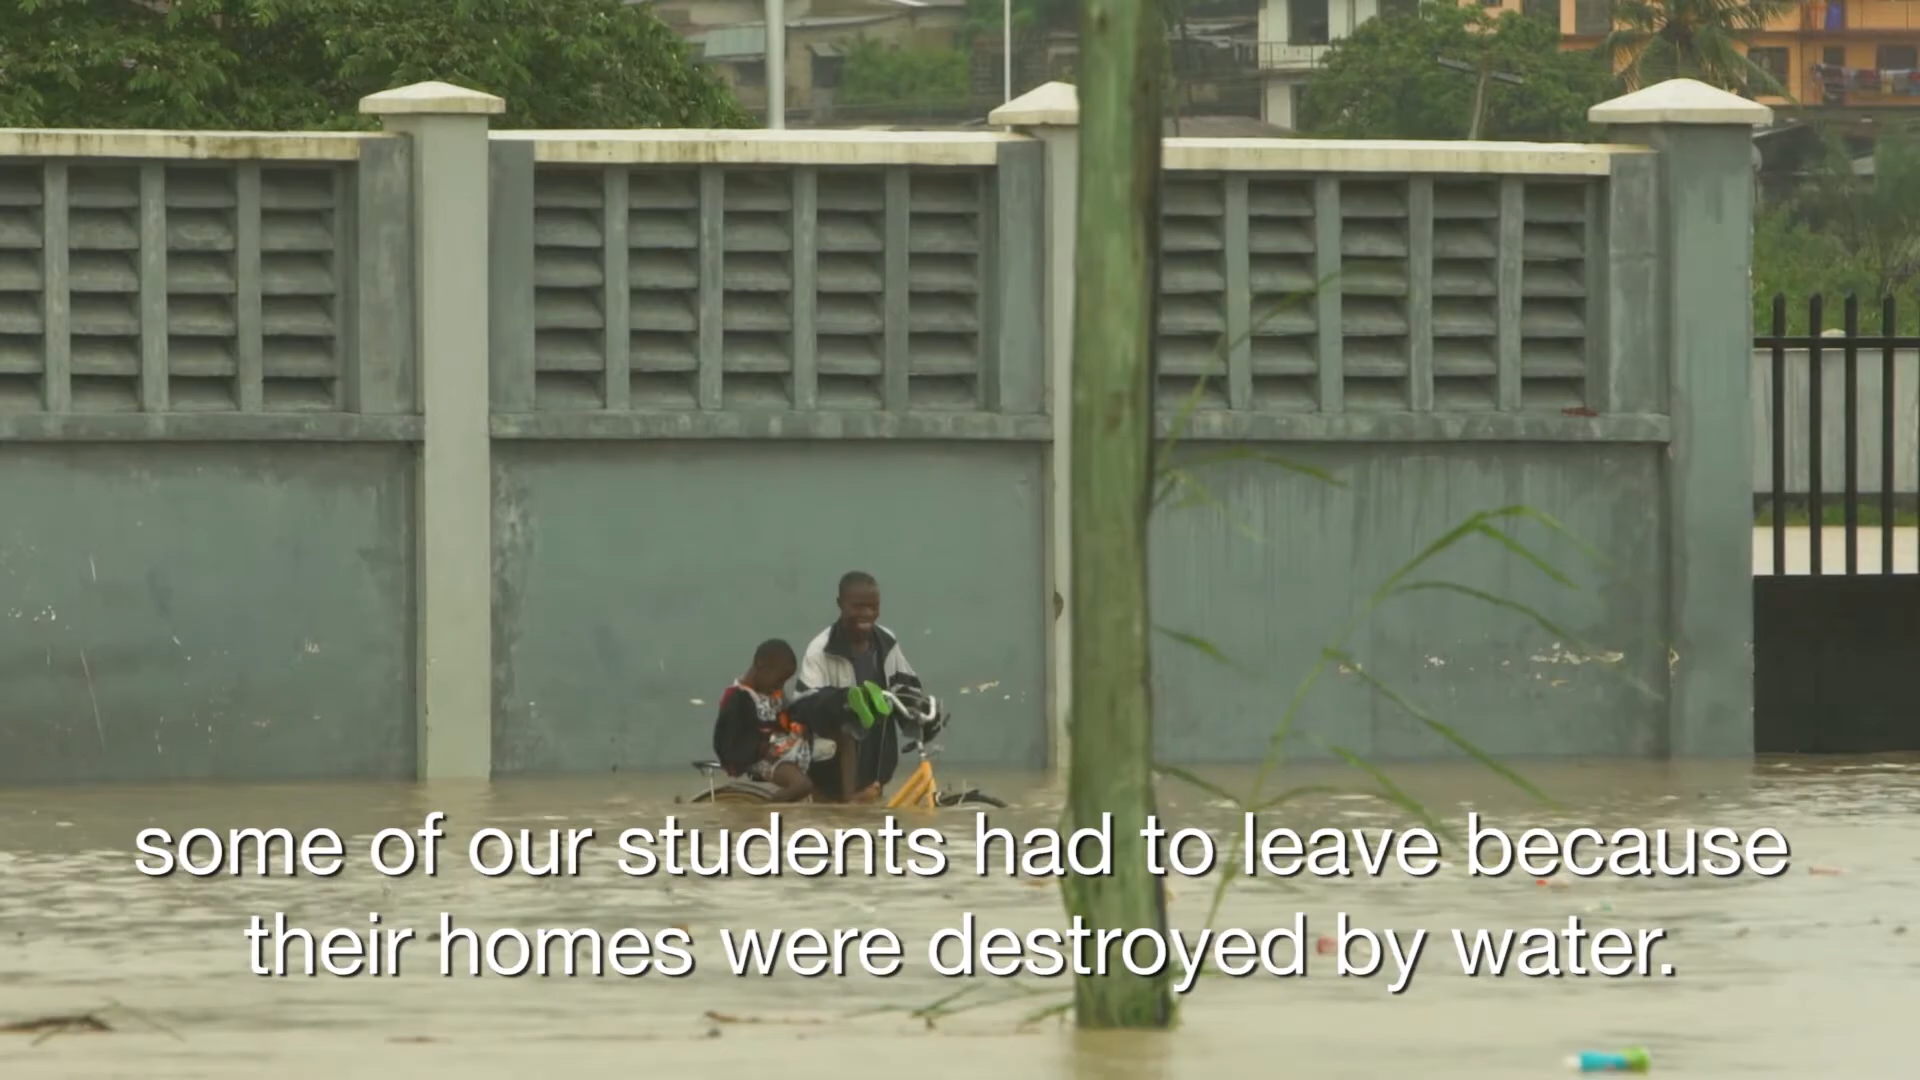 some of our students had to leave because
their homes were destroyed by water.